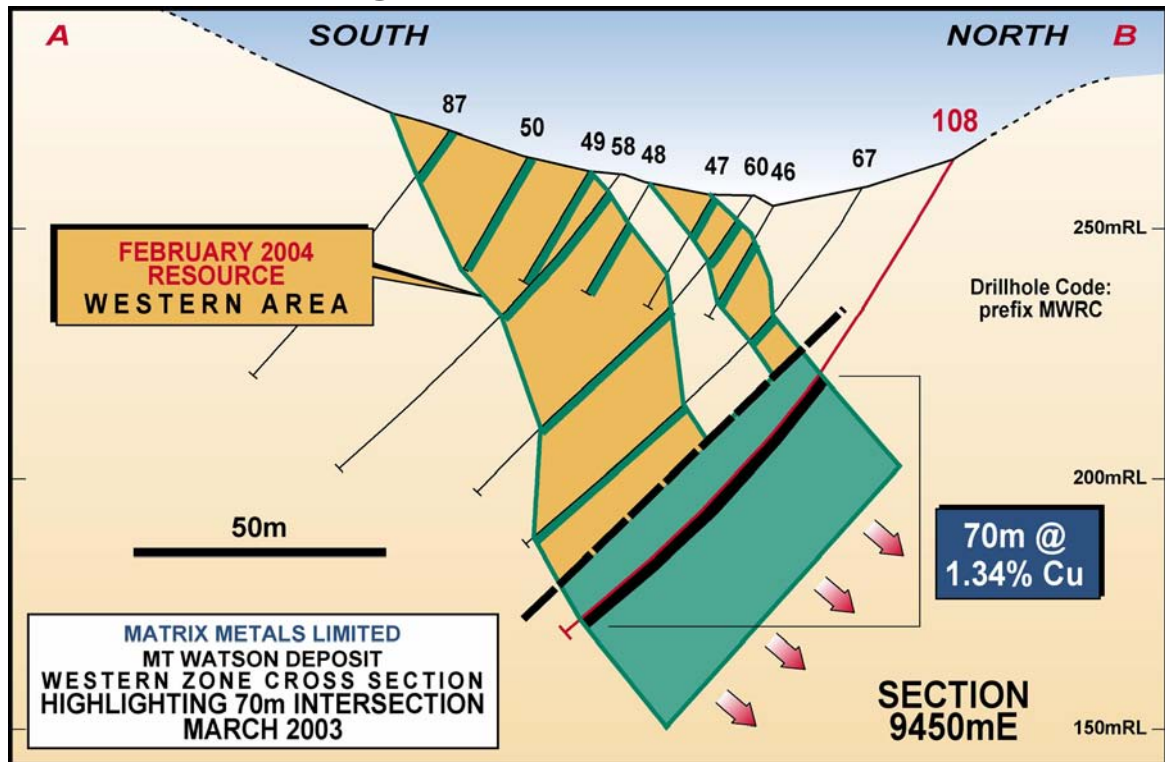 A
SOUTH
NORTH
B
87
50
49
58
48
47
60
46
67
108
250mRL
FEBRUARY 2004
RESOURCE
WESTERN AREA
Drillhole Code:
prefix MWRC
200mRL
50m
70m @
1.34% Cu
MATRIX METALS LIMITED
MT WATSON DEPOSIT
WESTERN ZONE CROSS SECTION
HIGHLIGHTING 70m INTERSECTION
MARCH 2003
SECTION
9450mE
150mRL